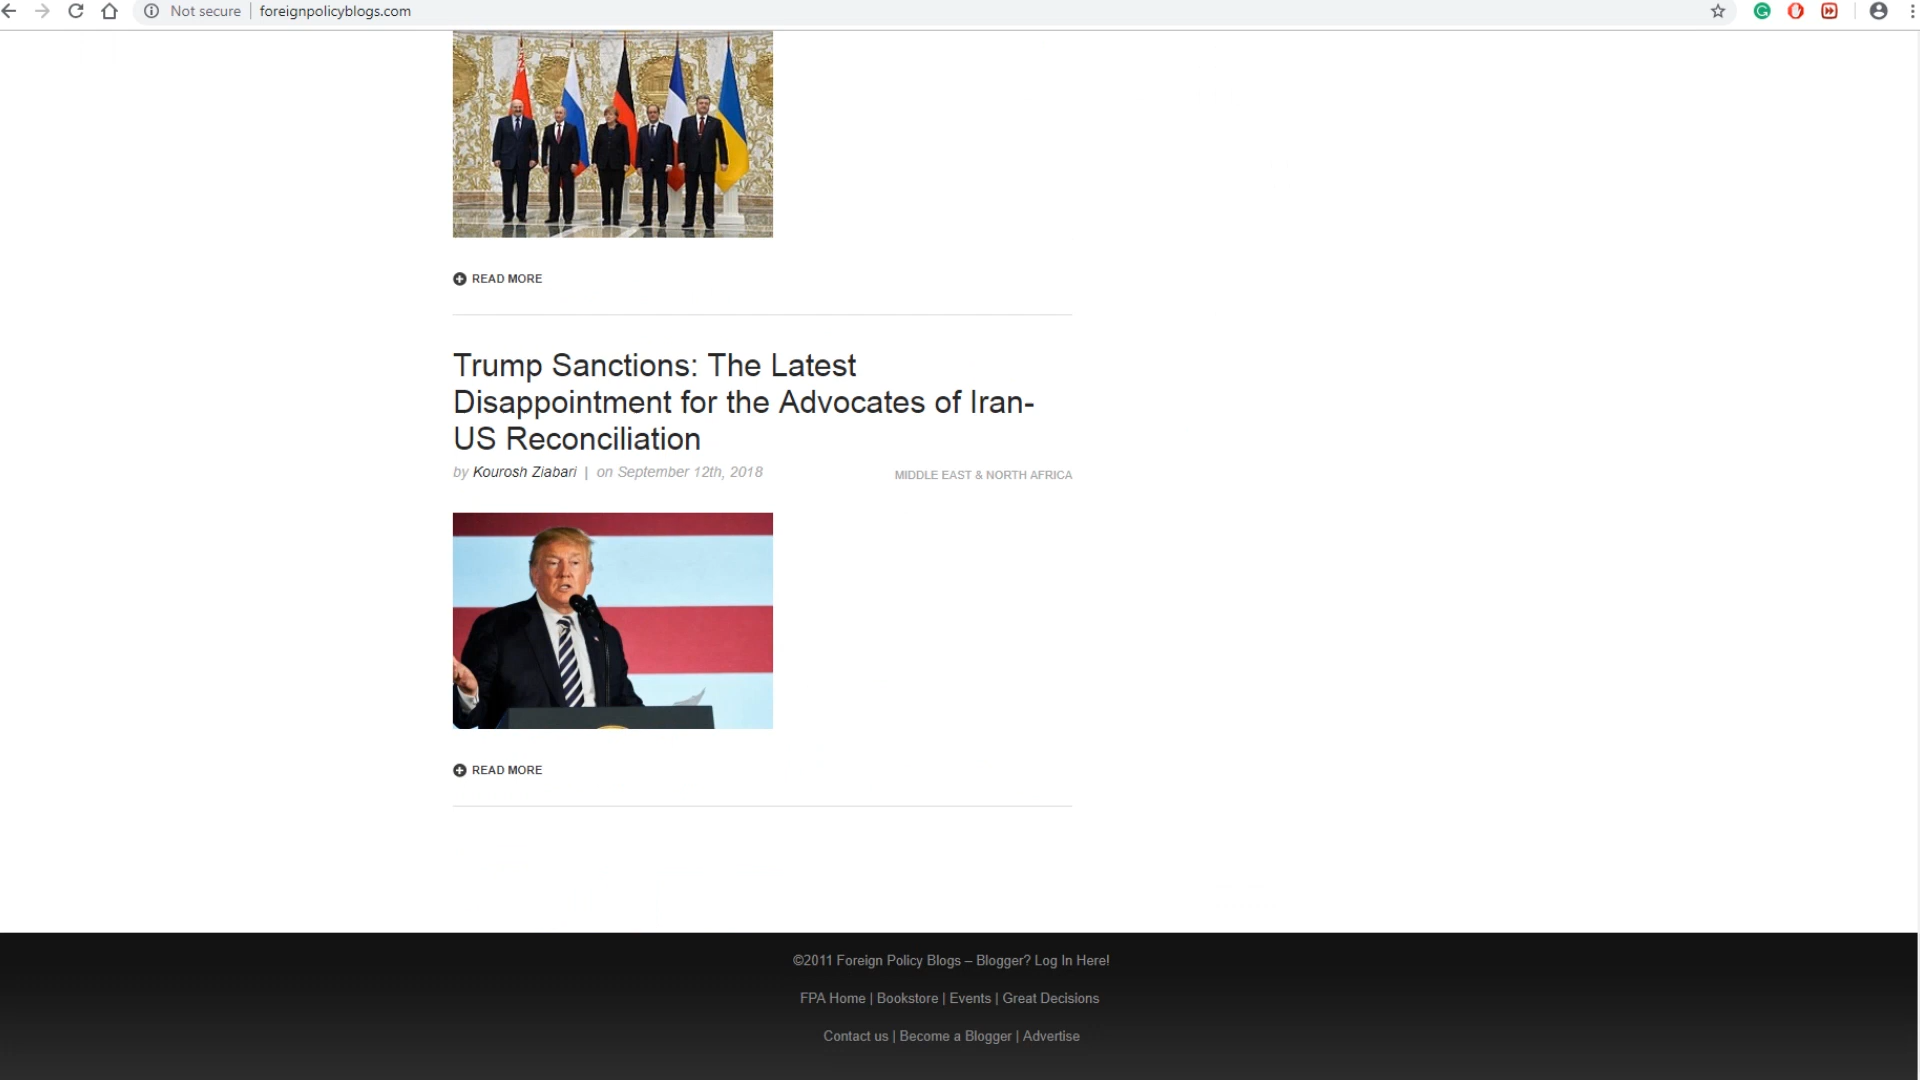 Not secure | foreignpolicyblogs.com
READ MORE
Trump Sanctions: The Latest
Disappointment for the Advocates of Iran-
US Reconciliation
by Kourosh Ziabari | on September 12th, 2018
MIDDLE EAST & NORTH AFRICA
READ MORE
©2011 Foreign Policy Blogs – Blogger? Log In Here!
FPA Home | Bookstore | Events | Great Decisions
Contact us | Become a Blogger | Advertise